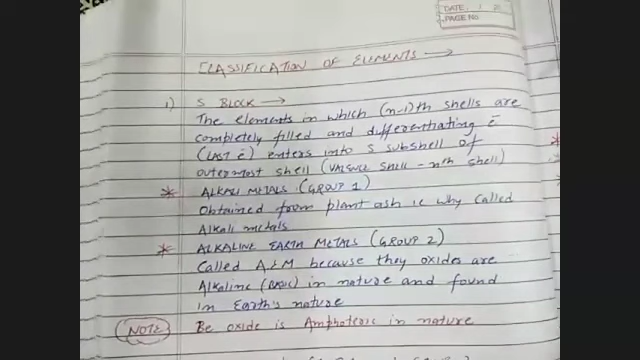 DATE: / 20
PAGE NO
CLASSIFICATION OF ELEMENTS →
1) S BLOCK →
The elements in which (n-1)th shells are
completely filled and differenthating ē
(LAST ē) enters into S subshell of
outermost shell (VALENCE SHELL - nth shell)
* ALKALI METALS (GROUP 1)
Obtained from plant ash i.e why called
Alkali metals
* ALKALINE EARTH METALS (GROUP 2)
Called AEM because they oxides are
Alkaline (BASIC) in nature and found
in Earth's nature
NOTE Be oxide is Amphoteric in nature